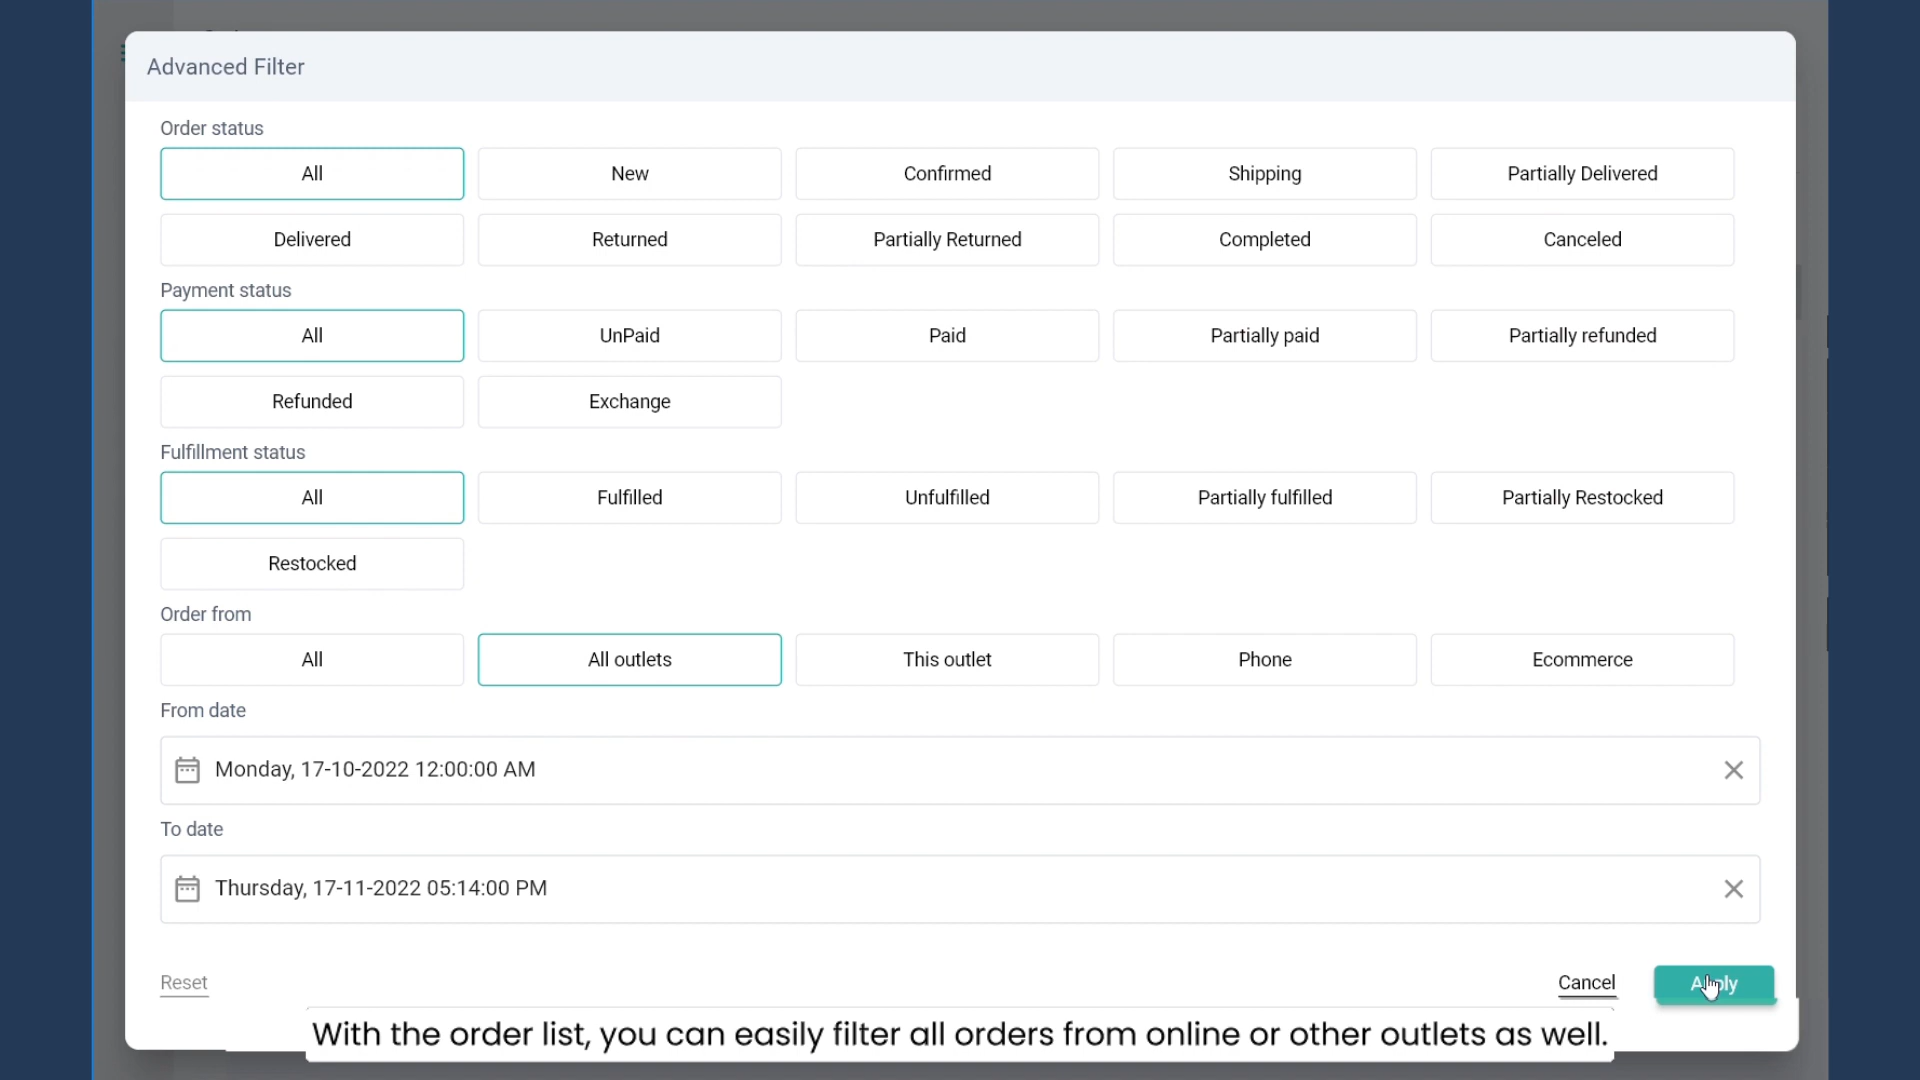 Advanced Filter
Order status
All New Confirmed Shipping Partially Delivered
Delivered Returned Partially Returned Completed Canceled
Payment status
All UnPaid Paid Partially paid Partially refunded
Refunded Exchange
Fulfillment status
All Fulfilled Unfulfilled Partially fulfilled Partially Restocked
Restocked
Order from
All All outlets This outlet Phone Ecommerce
From date
Monday, 17-10-2022 12:00:00 AM
To date
Thursday, 17-11-2022 05:14:00 PM
Reset Cancel Apply
With the order list, you can easily filter all orders from online or other outlets as well.